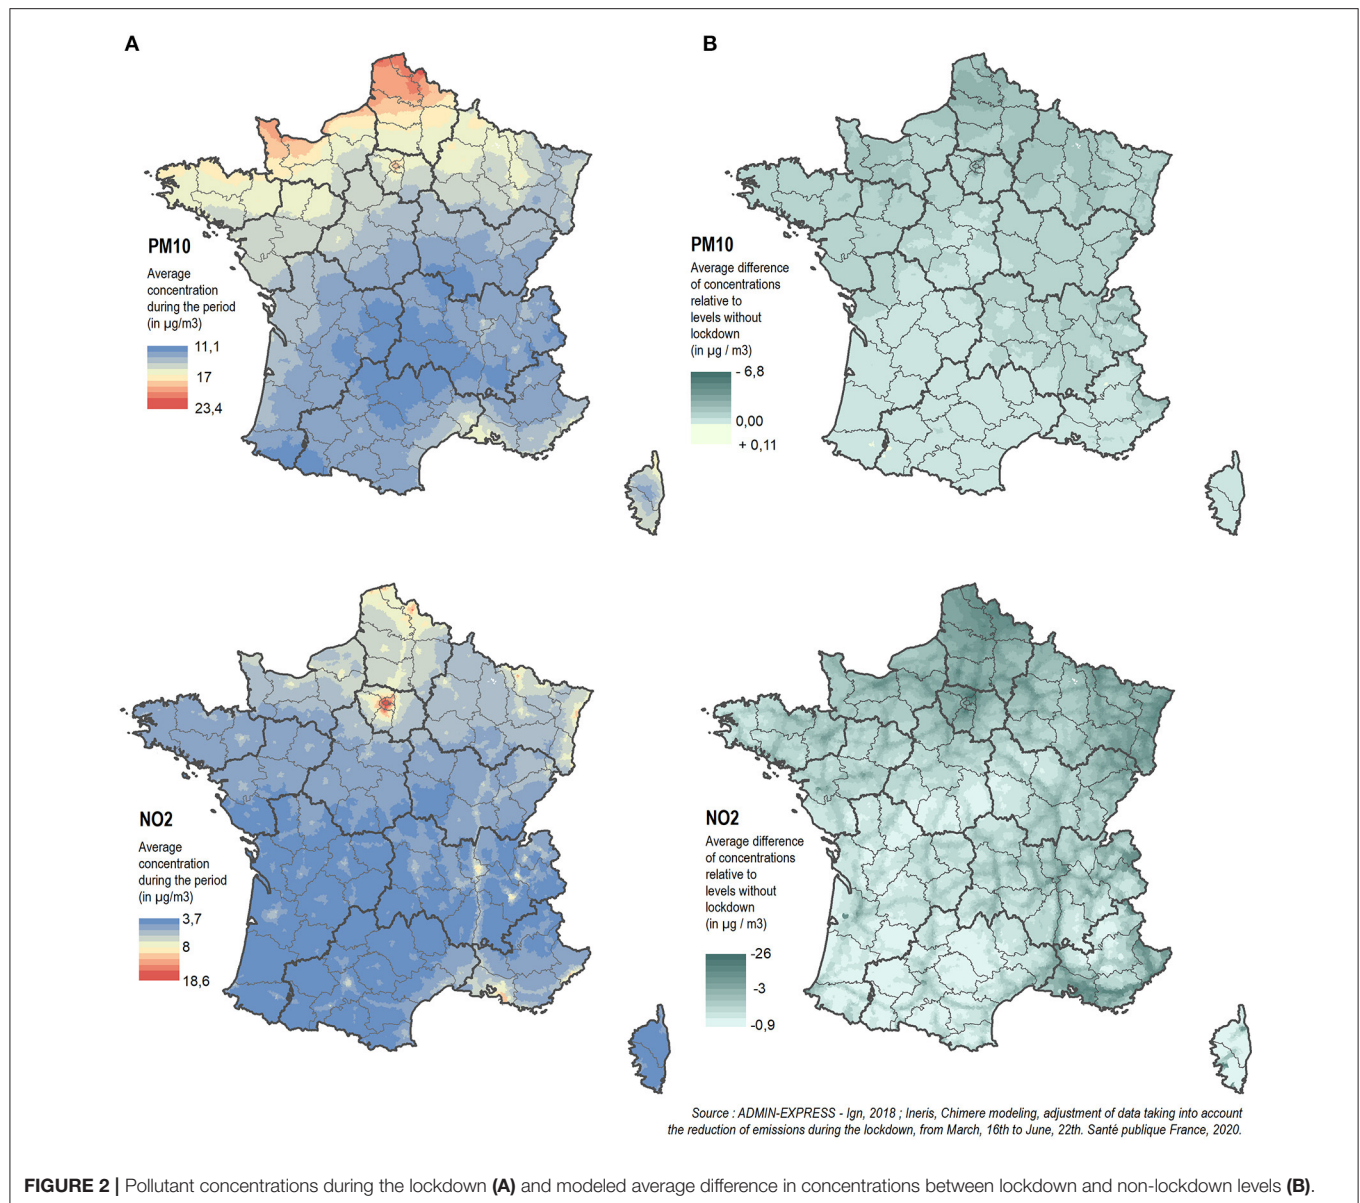 A
PM10
Average
concentration
during the period
(in µg/m3)
11,1
17
23,4
B
PM10
Average difference
of concentrations
relative to
levels without
lockdown
(in µg / m3)
- 6,8
0,00
+ 0,11
NO2
Average
concentration
during the period
(in µg/m3)
3,7
8
18,6
NO2
Average difference
of concentrations
relative to
levels without
lockdown
(in µg / m3)
-26
-3
-0,9
Source : ADMIN-EXPRESS - Ign, 2018 ; Ineris, Chimere modeling, adjustment of data taking into account
the reduction of emissions during the lockdown, from March, 16th to June, 22th. Santé publique France, 2020.
FIGURE 2 | Pollutant concentrations during the lockdown (A) and modeled average difference in concentrations between lockdown and non-lockdown levels (B).